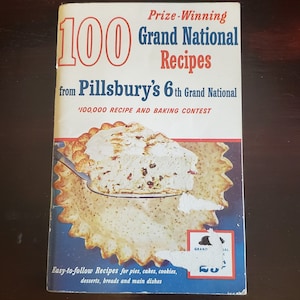 Prize-Winning
100 Grand National
Recipes
from Pillsbury's 6th Grand National
$100,000 RECIPE AND BAKING CONTEST
Easy-to-follow Recipes for pies, cakes, cookies,
desserts, breads and main dishes